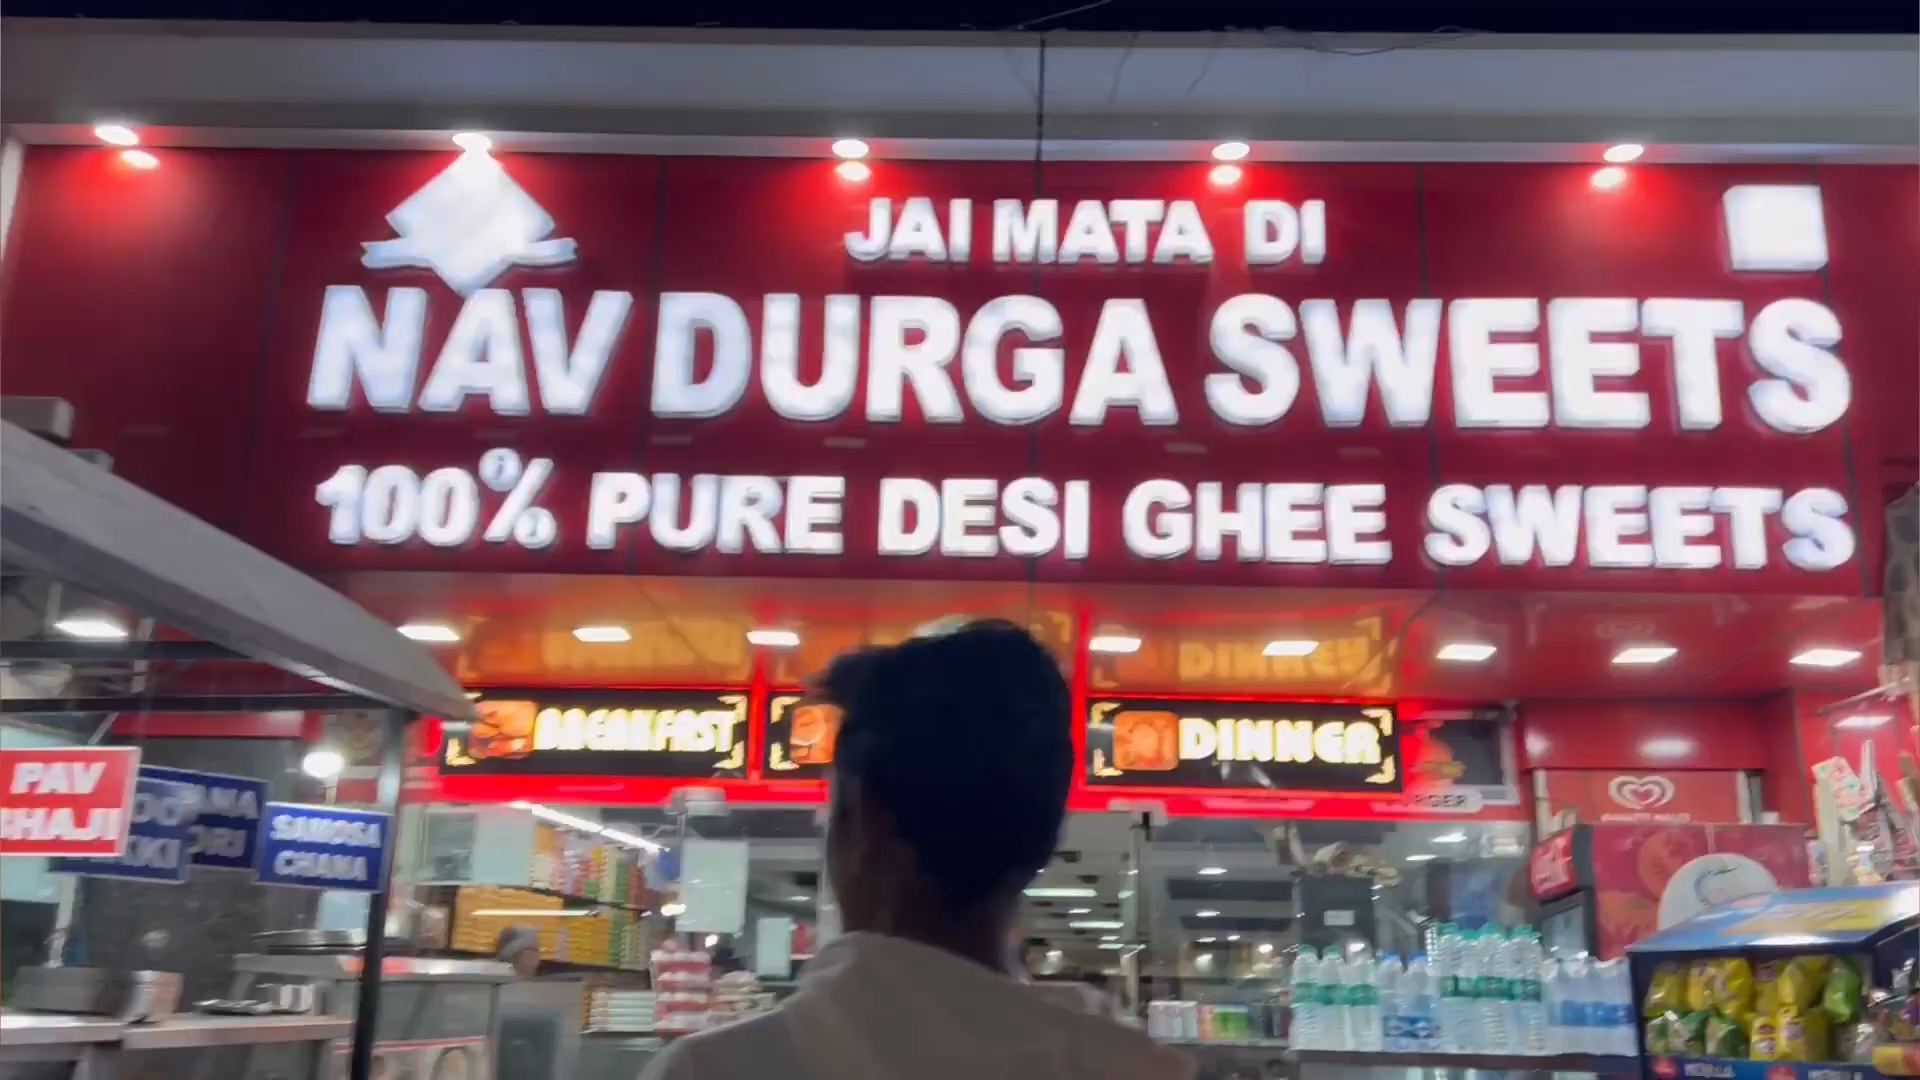 JAI MATA DI
NAV DURGA SWEETS
100% PURE DESI GHEE SWEETS
BREAKFAST
DINNER
PAV
BHAJI
SAMOSA
CHANA